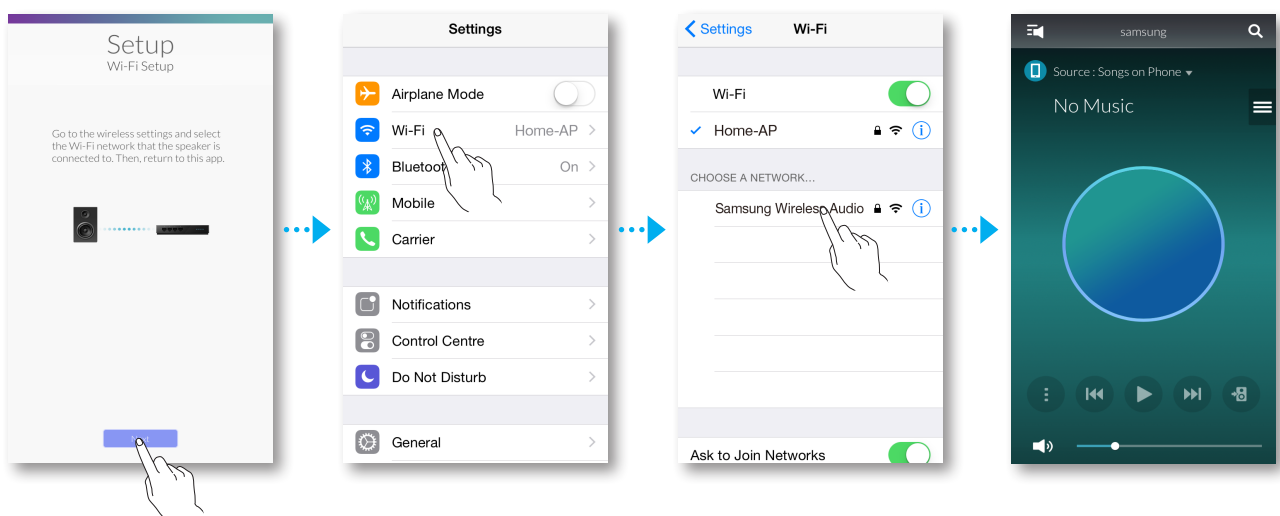 Setup
Wi-Fi Setup
Go to the wireless settings and select
the Wi-Fi network that the speaker is
connected to. Then, return to this app.
Settings
Airplane Mode
Wi-Fi Home-AP
Mobile
Carrier
On
Notifications
Control Centre
Do Not Disturb
General
Settings Wi-Fi
Wi-Fi
Home-AP
CHOOSE A NETWORK...
Samsung Wireless Audio
Ask to Join Networks
samsung
Source : Songs on Phone
No Music